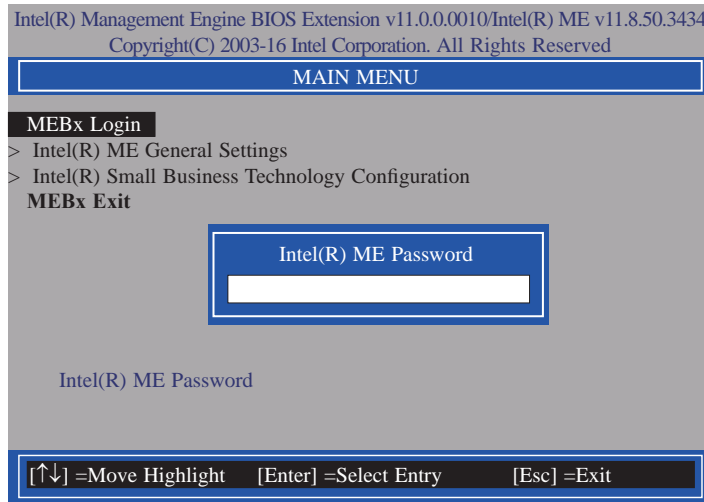 Intel(R) Management Engine BIOS Extension v11.0.0.0010/Intel(R) ME v11.8.50.3434
Copyright(C) 2003-16 Intel Corporation. All Rights Reserved
MAIN MENU
MEBx Login
> Intel(R) ME General Settings
> Intel(R) Small Business Technology Configuration
MEBx Exit
Intel(R) ME Password
Intel(R) ME Password
[↑↓] =Move Highlight [Enter] =Select Entry [Esc] =Exit